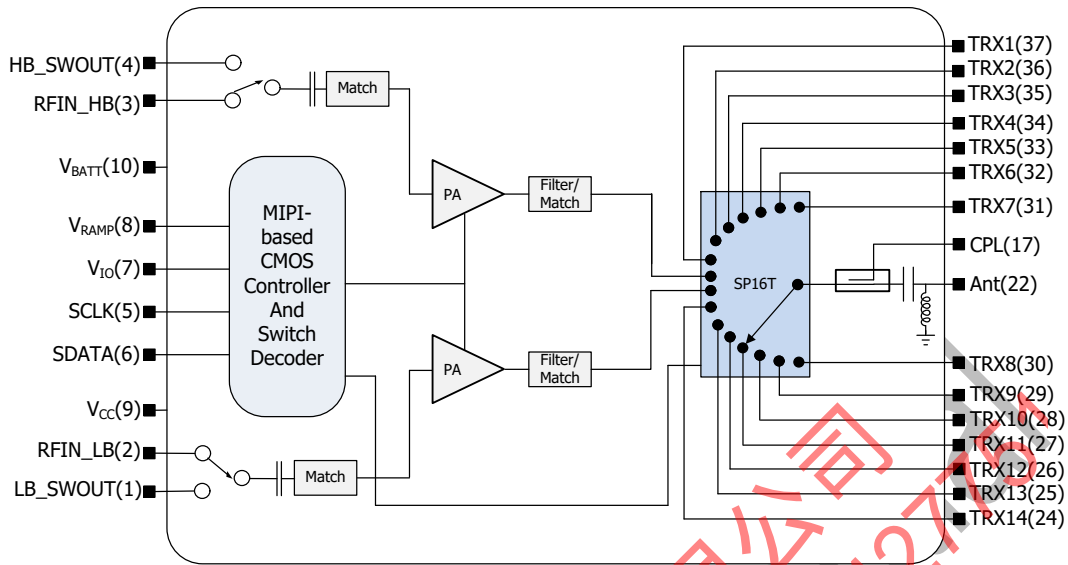 HB_SWOUT(4)
RFIN_HB(3)
VBATT(10)
VRAMP(8)
VIO(7)
SCLK(5)
SDATA(6)
VCC(9)
RFIN_LB(2)
LB_SWOUT(1)
Match
MIPI-
based
CMOS
Controller
And
Switch
Decoder
Match
PA
PA
Filter/
Match
Filter/
Match
SP16T
TRX1(37)
TRX2(36)
TRX3(35)
TRX4(34)
TRX5(33)
TRX6(32)
TRX7(31)
CPL(17)
Ant(22)
TRX8(30)
TRX9(29)
TRX10(28)
TRX11(27)
TRX12(26)
TRX13(25)
TRX14(24)
公司